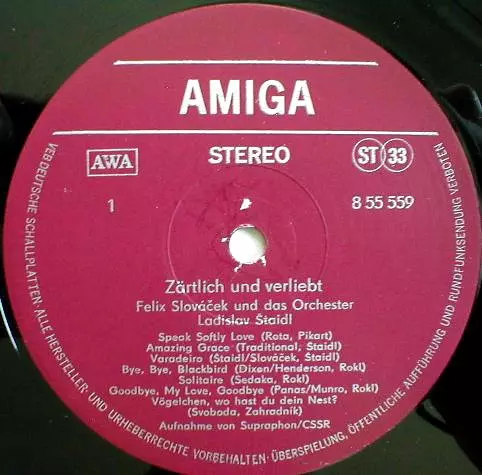 AMIGA
AWA
STEREO
ST 33
1
8 55 559
Zärtlich und verliebt
Felix Slováček und das Orchester
Ladislav Štaidl
Speak Softly Love (Rota, Pikart)
Amazing Grace (Traditional, Štaidl)
Varadeiro (Štaidl/Slováček, Štaidl)
Bye, Bye, Blackbird (Dixon/Henderson, Rokl)
Solitaire (Sedaka, Rokl)
Goodbye, My Love, Goodbye (Panas/Munro, Rokl)
Vögelchen, wo hast du dein Nest?
(Svoboda, Zahradník)
Aufnahme von Supraphon/CSSR
VEB DEUTSCHE SCHALLPLATTEN · ALLE HERSTELLER- UND URHEBERRECHTE VORBEHALTEN · ÜBERSPIELUNG, ÖFFENTLICHE AUFFÜHRUNG UND RUNDFUNKSENDUNG VERBOTEN